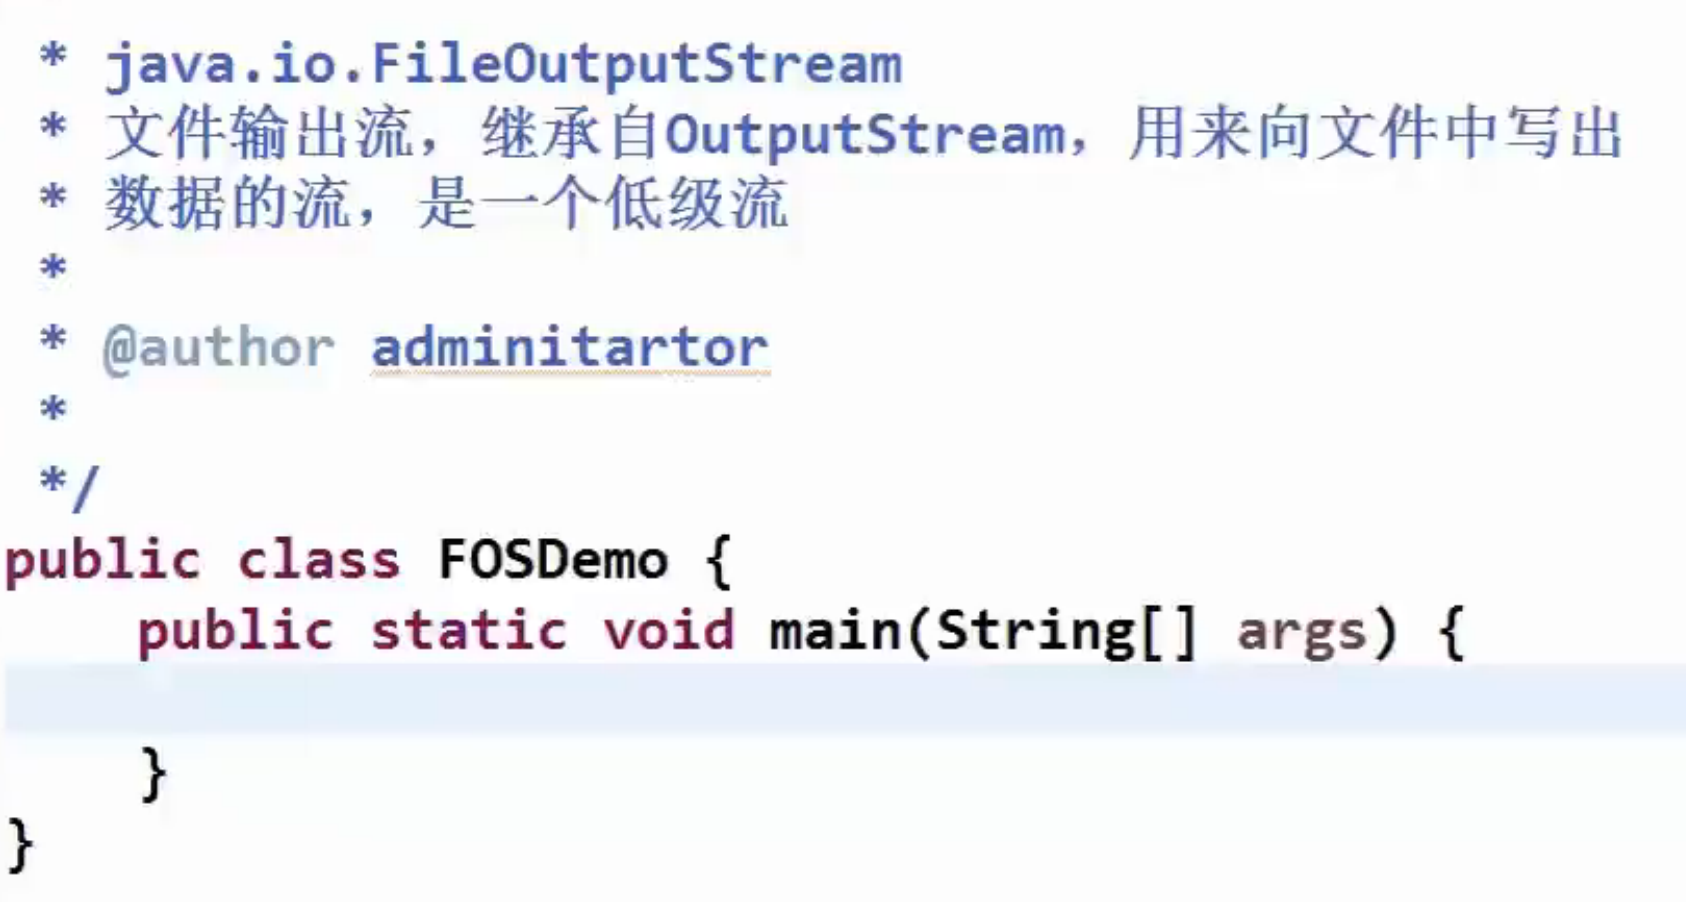 * java.io.FileOutputStream
* 文件输出流，继承自OutputStream，用来向文件中写出
* 数据的流，是一个低级流
*
* @author adminitartor
*
*/
public class FOSDemo {
public static void main(String[] args) {
}
}